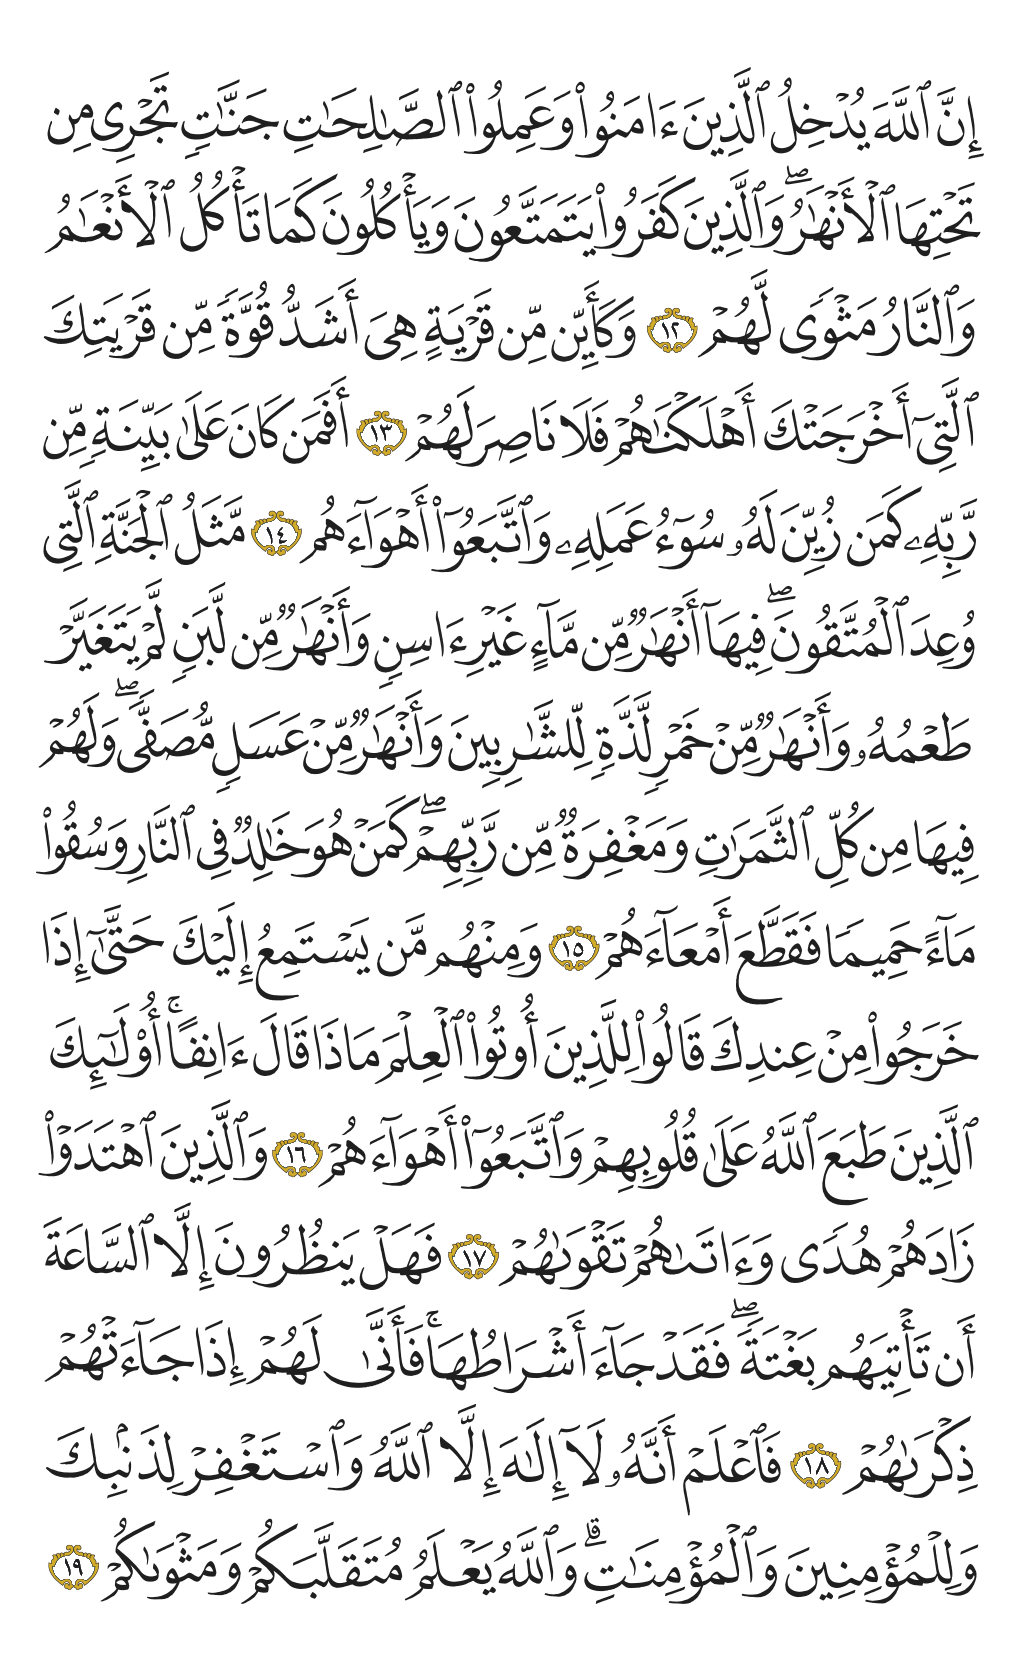 إِنَّ ٱللَّهَ يُدۡخِلُ ٱلَّذِينَ ءَامَنُواْ وَعَمِلُواْ ٱلصَّٰلِحَٰتِ جَنَّٰتٖ تَجۡرِي مِن
تَحۡتِهَا ٱلۡأَنۡهَٰرُۖ وَٱلَّذِينَ كَفَرُواْ يَتَمَتَّعُونَ وَيَأۡكُلُونَ كَمَا تَأۡكُلُ ٱلۡأَنۡعَٰمُ
وَٱلنَّارُ مَثۡوٗى لَّهُمۡ ١٢ وَكَأَيِّن مِّن قَرۡيَةٍ هِيَ أَشَدُّ قُوَّةٗ مِّن قَرۡيَتِكَ
ٱلَّتِيٓ أَخۡرَجَتۡكَ أَهۡلَكۡنَٰهُمۡ فَلَا نَاصِرَ لَهُمۡ ١٣ أَفَمَن كَانَ عَلَىٰ بَيِّنَةٖ مِّن
رَّبِّهِۦ كَمَن زُيِّنَ لَهُۥ سُوٓءُ عَمَلِهِۦ وَٱتَّبَعُوٓاْ أَهۡوَآءَهُم ١٤ مَّثَلُ ٱلۡجَنَّةِ ٱلَّتِي
وُعِدَ ٱلۡمُتَّقُونَۖ فِيهَآ أَنۡهَٰرٞ مِّن مَّآءٍ غَيۡرِ ءَاسِنٖ وَأَنۡهَٰرٞ مِّن لَّبَنٖ لَّمۡ يَتَغَيَّرۡ
طَعۡمُهُۥ وَأَنۡهَٰرٞ مِّنۡ خَمۡرٖ لَّذَّةٖ لِّلشَّٰرِبِينَ وَأَنۡهَٰرٞ مِّنۡ عَسَلٖ مُّصَفّٗىۖ وَلَهُمۡ
فِيهَا مِن كُلِّ ٱلثَّمَرَٰتِ وَمَغۡفِرَةٞ مِّن رَّبِّهِمۡۖ كَمَنۡ هُوَ خَٰلِدٞ فِي ٱلنَّارِ وَسُقُواْ
مَآءً حَمِيمٗا فَقَطَّعَ أَمۡعَآءَهُمۡ ١٥ وَمِنۡهُم مَّن يَسۡتَمِعُ إِلَيۡكَ حَتَّىٰٓ إِذَا
خَرَجُواْ مِنۡ عِندِكَ قَالُواْ لِلَّذِينَ أُوتُواْ ٱلۡعِلۡمَ مَاذَا قَالَ ءَانِفًاۚ أُوْلَٰٓئِكَ
ٱلَّذِينَ طَبَعَ ٱللَّهُ عَلَىٰ قُلُوبِهِمۡ وَٱتَّبَعُوٓاْ أَهۡوَآءَهُمۡ ١٦ وَٱلَّذِينَ ٱهۡتَدَوۡاْ
زَادَهُمۡ هُدٗى وَءَاتَىٰهُمۡ تَقۡوَىٰهُمۡ ١٧ فَهَلۡ يَنظُرُونَ إِلَّا ٱلسَّاعَةَ
أَن تَأۡتِيَهُم بَغۡتَةٗۖ فَقَدۡ جَآءَ أَشۡرَاطُهَاۚ فَأَنَّىٰ لَهُمۡ إِذَا جَآءَتۡهُمۡ
ذِكۡرَىٰهُمۡ ١٨ فَٱعۡلَمۡ أَنَّهُۥ لَآ إِلَٰهَ إِلَّا ٱللَّهُ وَٱسۡتَغۡفِرۡ لِذَنۢبِكَ
وَلِلۡمُؤۡمِنِينَ وَٱلۡمُؤۡمِنَٰتِۗ وَٱللَّهُ يَعۡلَمُ مُتَقَلَّبَكُمۡ وَمَثۡوَىٰكُمۡ ١٩